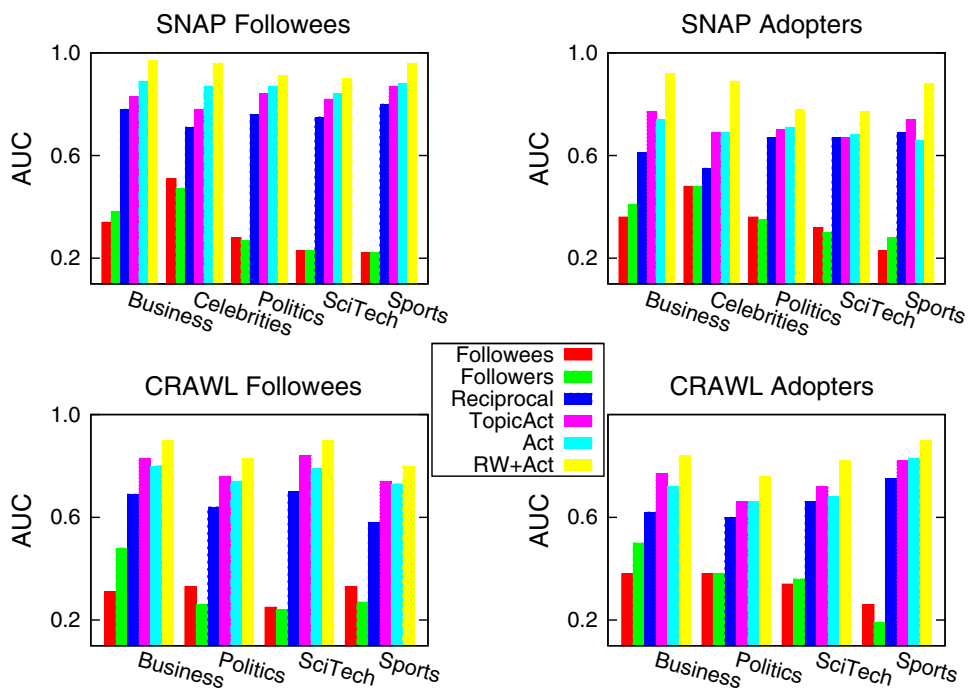 SNAP Followees
1.0
0.6
0.2
AUC
Business
Celebrities
Politics
SciTech
Sports
SNAP Adopters
1.0
0.6
0.2
AUC
Business
Celebrities
Politics
SciTech
Sports
Followees
Followers
Reciprocal
TopicAct
Act
RW+Act
CRAWL Followees
1.0
0.6
0.2
AUC
Business
Politics
SciTech
Sports
CRAWL Adopters
1.0
0.6
0.2
AUC
Business
Politics
SciTech
Sports